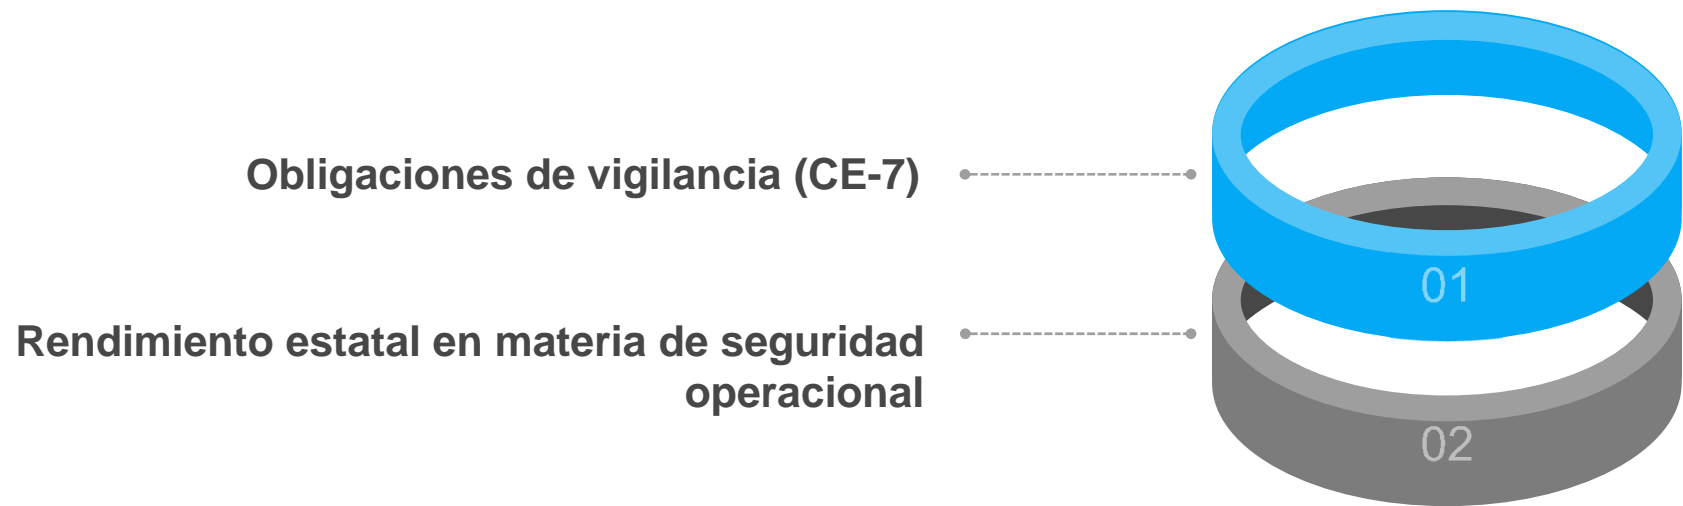 Obligaciones de vigilancia (CE-7)
01
Rendimiento estatal en materia de seguridad
operacional
02